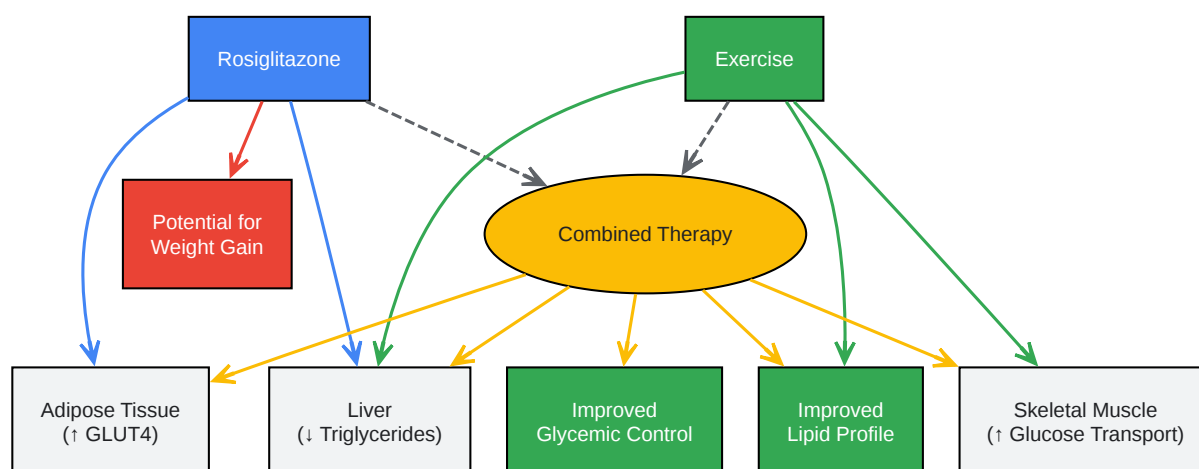 Rosiglitazone
Exercise
Potential for
Weight Gain
Combined Therapy
Adipose Tissue
(↑ GLUT4)
Liver
(↓ Triglycerides)
Improved
Glycemic Control
Improved
Lipid Profile
Skeletal Muscle
(↑ Glucose Transport)